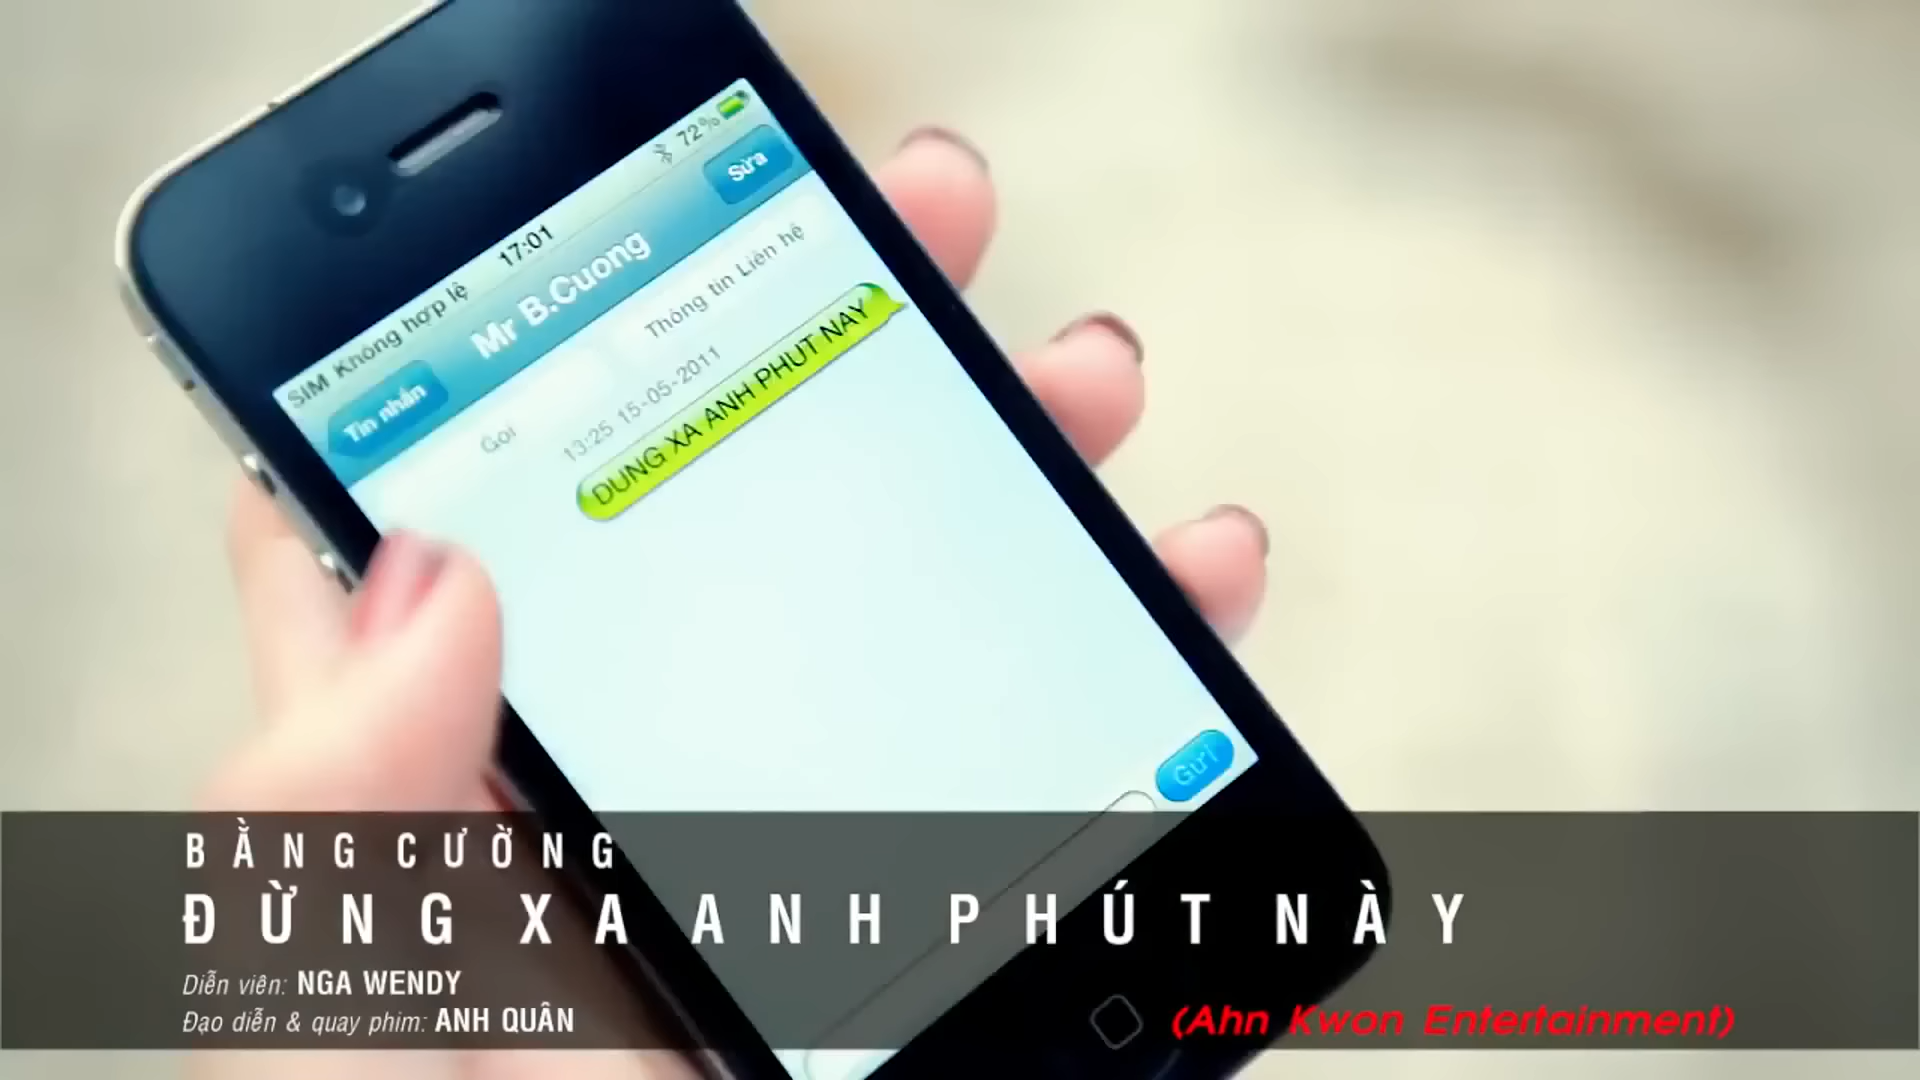 SIM Không hợp lệ 17:01 72%
Tin nhắn Mr B.Cuong Sửa
Gọi Thông tin Liên hệ
13:25 15-05-2011
DUNG XA ANH PHUT NAY
Gửi
BẰNG CƯỜNG
ĐỪNG XA ANH PHÚT NÀY
Diễn viên: NGA WENDY
Đạo diễn & quay phim: ANH QUÂN
(Ahn Kwon Entertainment)